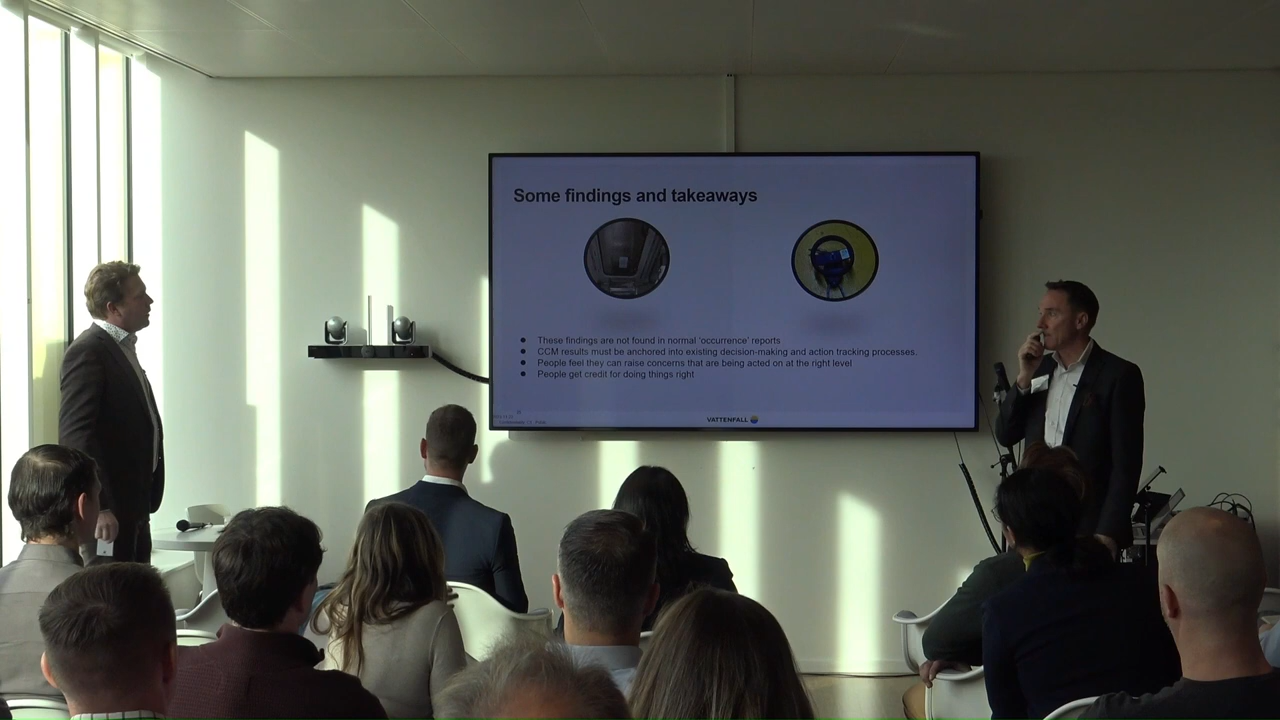 Some findings and takeaways
These findings are not found in normal 'occurrence' reports
CCM results must be anchored into existing decision-making and action tracking processes.
People feel they can raise concerns that are being acted on at the right level
People get credit for doing things right
VATTENFALL